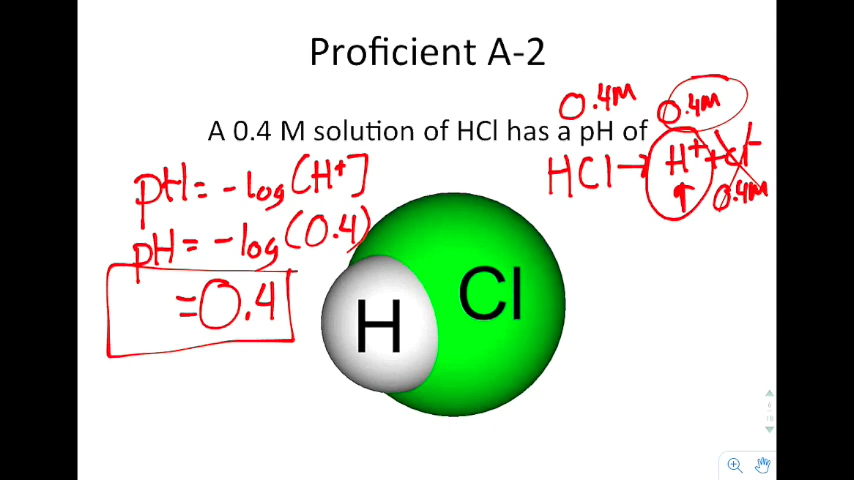 Proficient A-2
0.4M 0.4M
A 0.4 M solution of HCl has a pH of
HCl → H+ + Cl-
0.4M
pH = -log (H+]
pH = -log (0.4)
= 0.4
H Cl